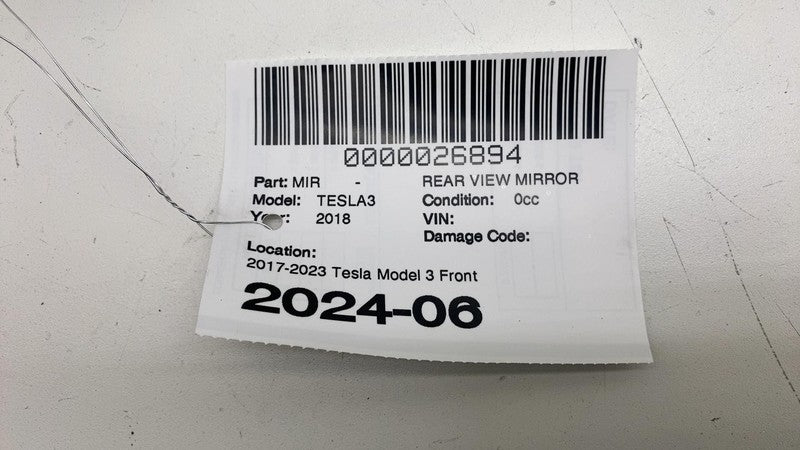 0000026894
Part: MIR - REAR VIEW MIRROR
Model: TESLA3 Condition: 0cc
Year: 2018 VIN:
Damage Code:
Location:
2017-2023 Tesla Model 3 Front
2024-06